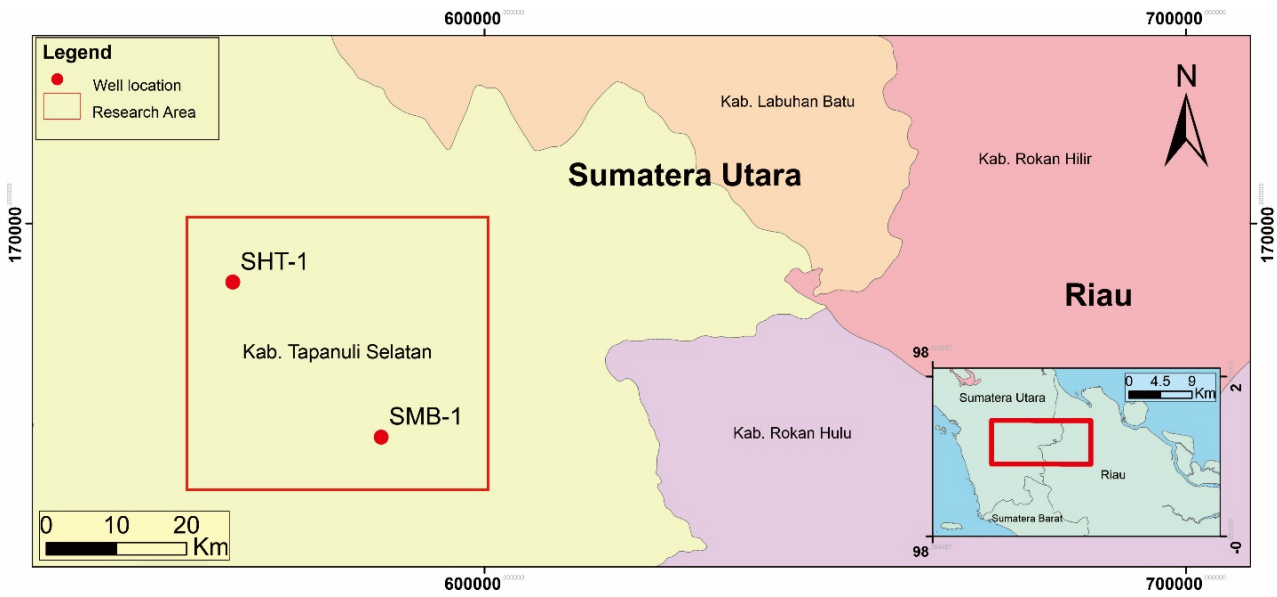 600000
700000
Legend
Well location
Research Area
N
Kab. Labuhan Batu
Kab. Rokan Hilir
Sumatera Utara
170000
170000
SHT-1
Riau
Kab. Tapanuli Selatan
98
2
0 4.5 9
Km
Sumatera Utara
SMB-1
Kab. Rokan Hulu
Riau
Sumatera Barat
98
-0
0 10 20
Km
600000
700000